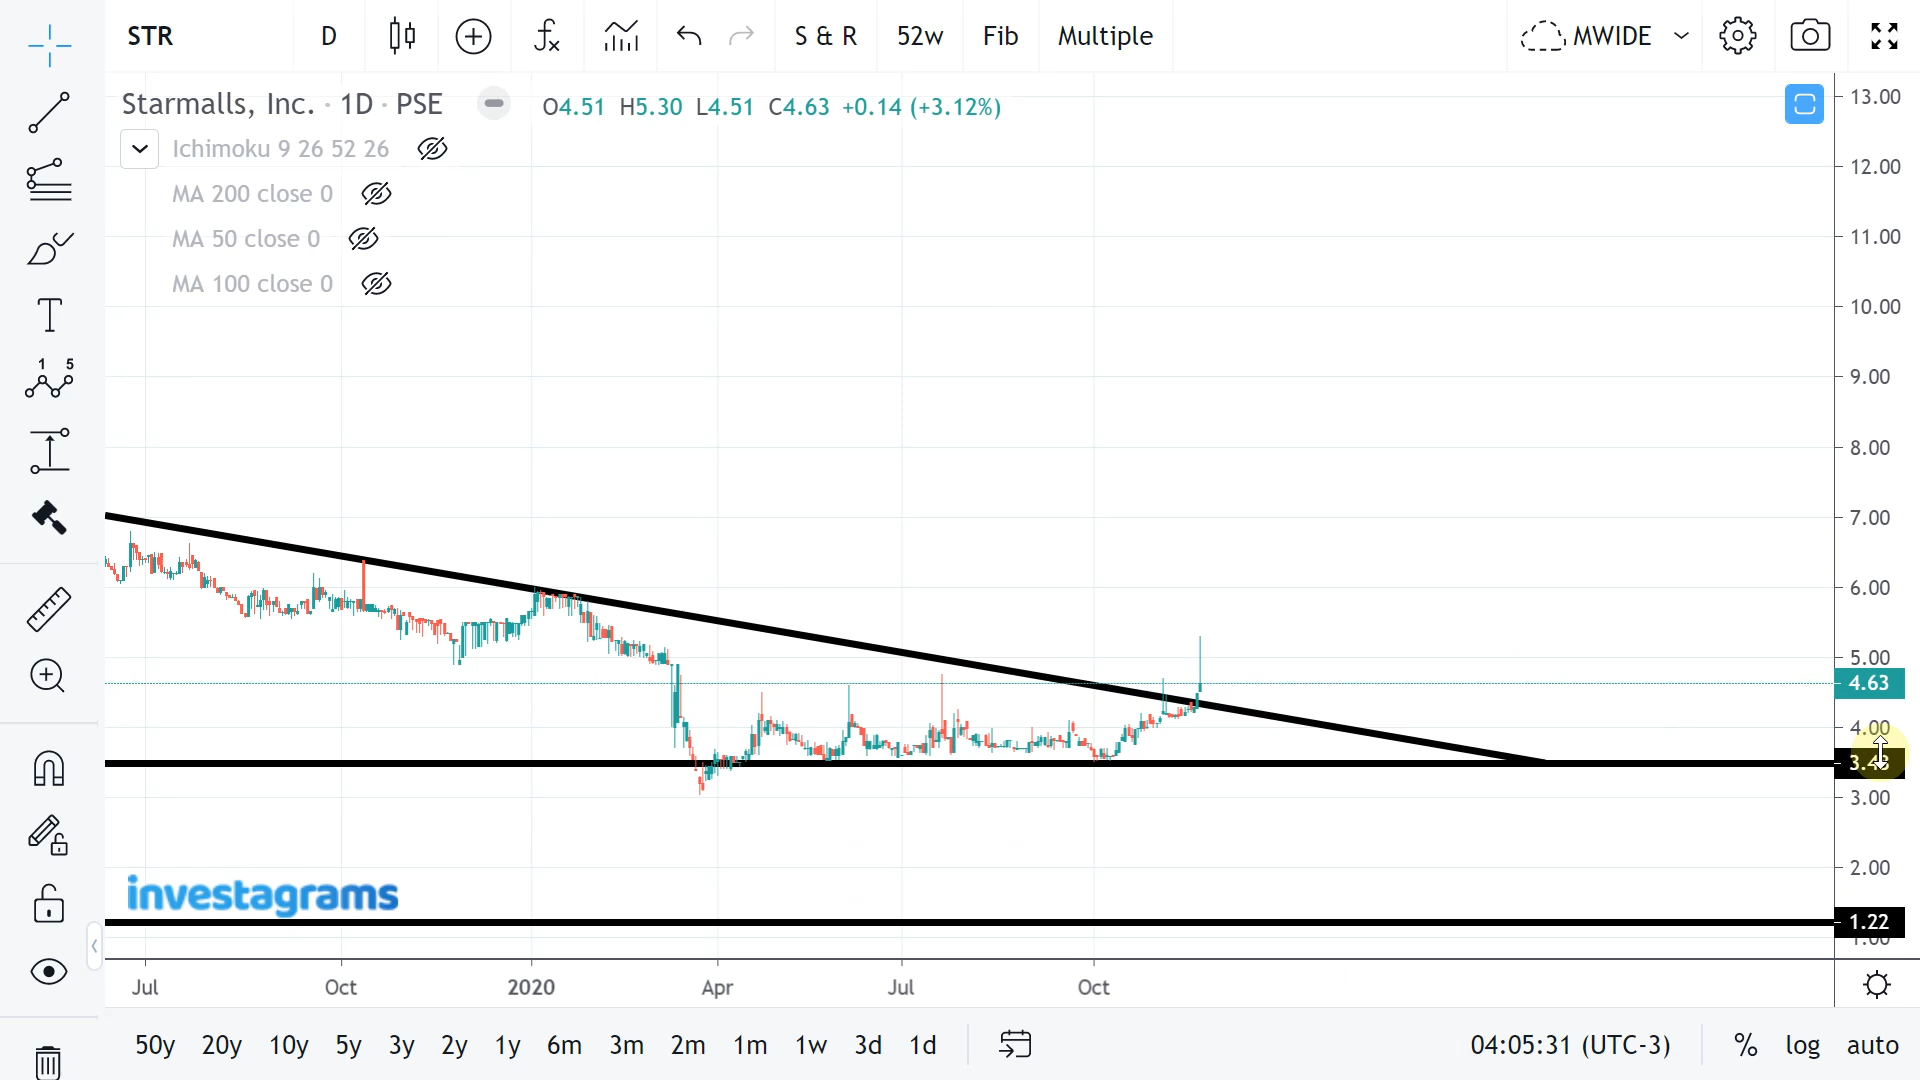 STR D S & R 52w Fib Multiple MWIDE
Starmalls, Inc. · 1D · PSE O4.51 H5.30 L4.51 C4.63 +0.14 (+3.12%)
Ichimoku 9 26 52 26
MA 200 close 0
MA 50 close 0
MA 100 close 0
1 5
13.00
12.00
11.00
10.00
9.00
8.00
7.00
6.00
5.00
4.63
4.00
3.00
2.00
investagrams
1.22
1.00
Jul Oct 2020 Apr Jul Oct
50y 20y 10y 5y 3y 2y 1y 6m 3m 2m 1m 1w 3d 1d 04:05:31 (UTC-3) % log auto